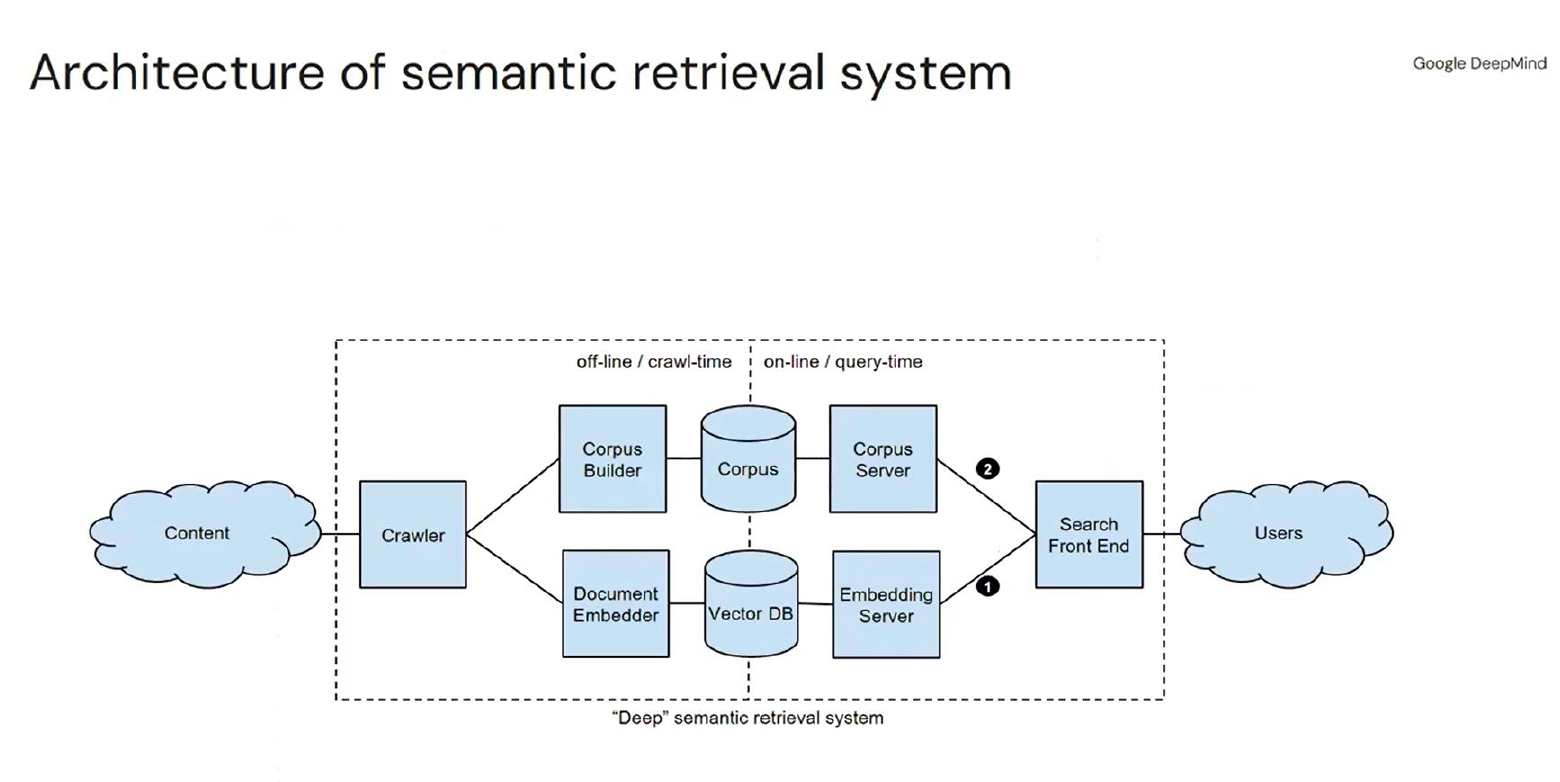 Architecture of semantic retrieval system
Google DeepMind
off-line / crawl-time
on-line / query-time
Content
Crawler
Corpus
Builder
Corpus
Corpus
Server
2
Document
Embedder
Vector DB
Embedding
Server
1
Search
Front End
Users
“Deep” semantic retrieval system